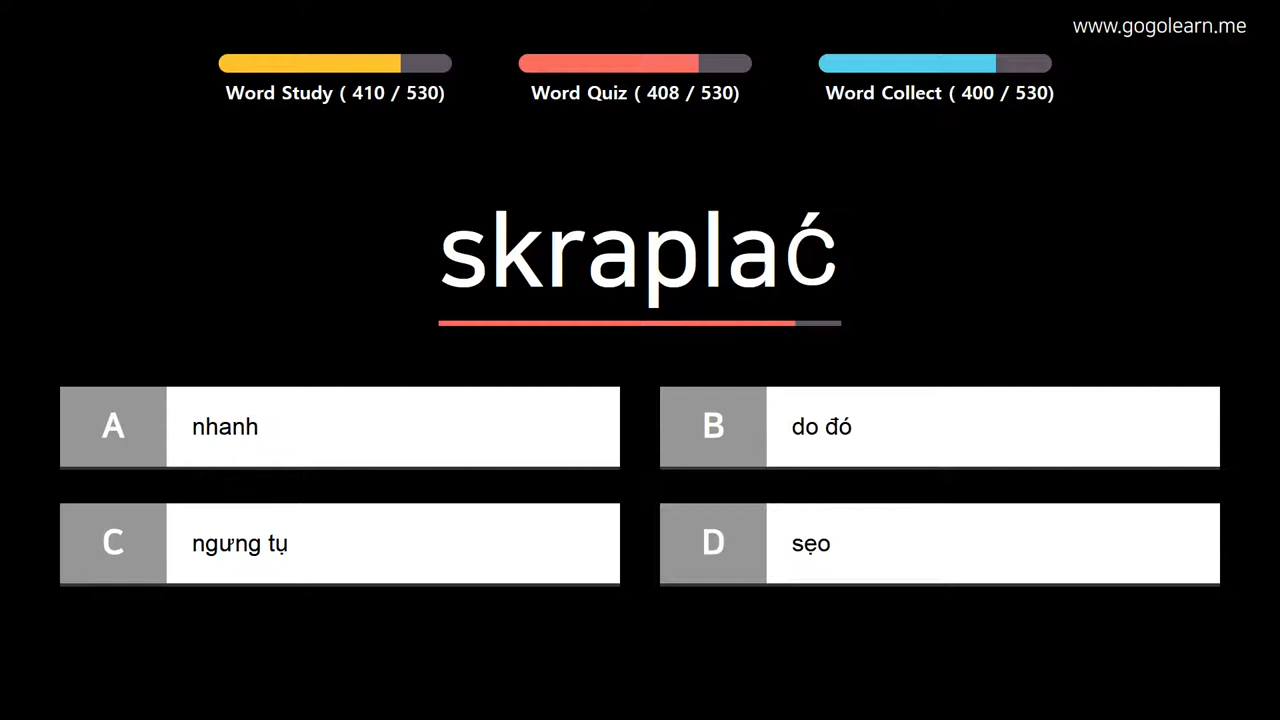 www.gogolearn.me
Word Study ( 410 / 530)
Word Quiz ( 408 / 530)
Word Collect ( 400 / 530)
skraplać
A nhanh
B do đó
C ngưng tụ
D sẹo